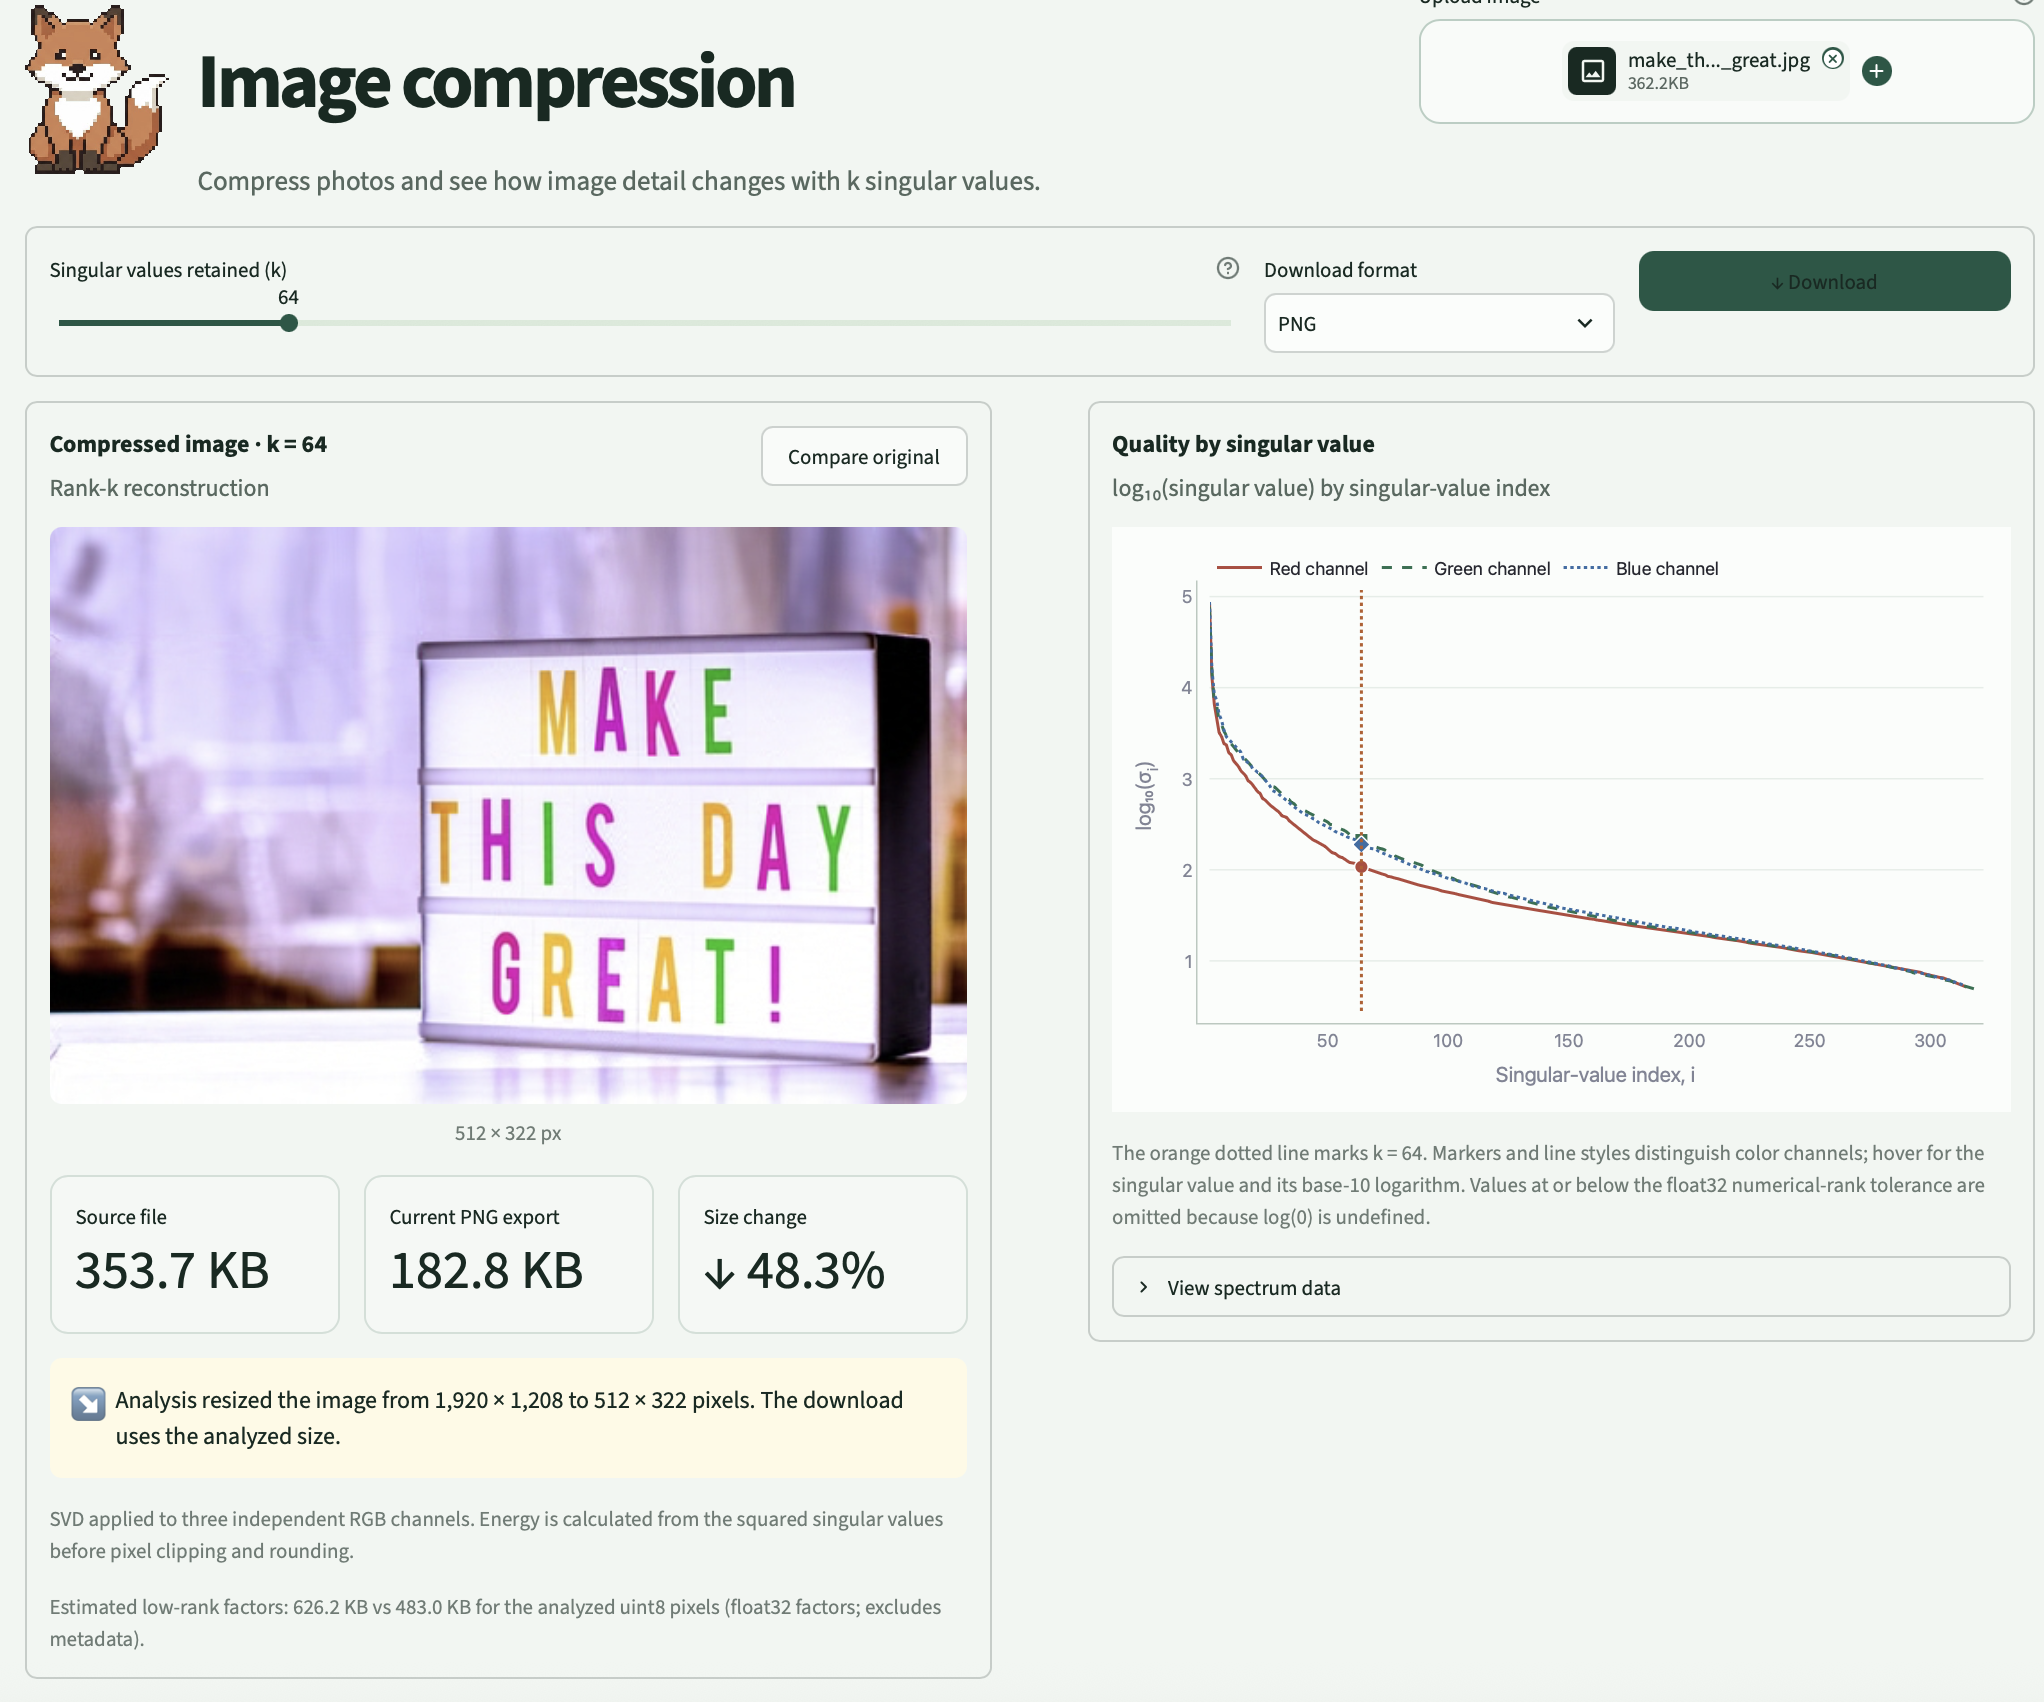 Upload image
make_th..._great.jpg
362.2KB
Image compression
Compress photos and see how image detail changes with k singular values.
Singular values retained (k)
64
Download format
PNG
↓ Download
Compressed image · k = 64
Rank-k reconstruction
Compare original
MAKE
THIS DAY
GREAT!
512 × 322 px
Source file
353.7 KB
Current PNG export
182.8 KB
Size change
↓ 48.3%
Analysis resized the image from 1,920 × 1,208 to 512 × 322 pixels. The download
uses the analyzed size.
SVD applied to three independent RGB channels. Energy is calculated from the squared singular values
before pixel clipping and rounding.
Estimated low-rank factors: 626.2 KB vs 483.0 KB for the analyzed uint8 pixels (float32 factors; excludes
metadata).
Quality by singular value
log₁₀(singular value) by singular-value index
Red channel Green channel Blue channel
5
4
3
2
1
log₁₀(σᵢ)
50 100 150 200 250 300
Singular-value index, i
The orange dotted line marks k = 64. Markers and line styles distinguish color channels; hover for the
singular value and its base-10 logarithm. Values at or below the float32 numerical-rank tolerance are
omitted because log(0) is undefined.
View spectrum data